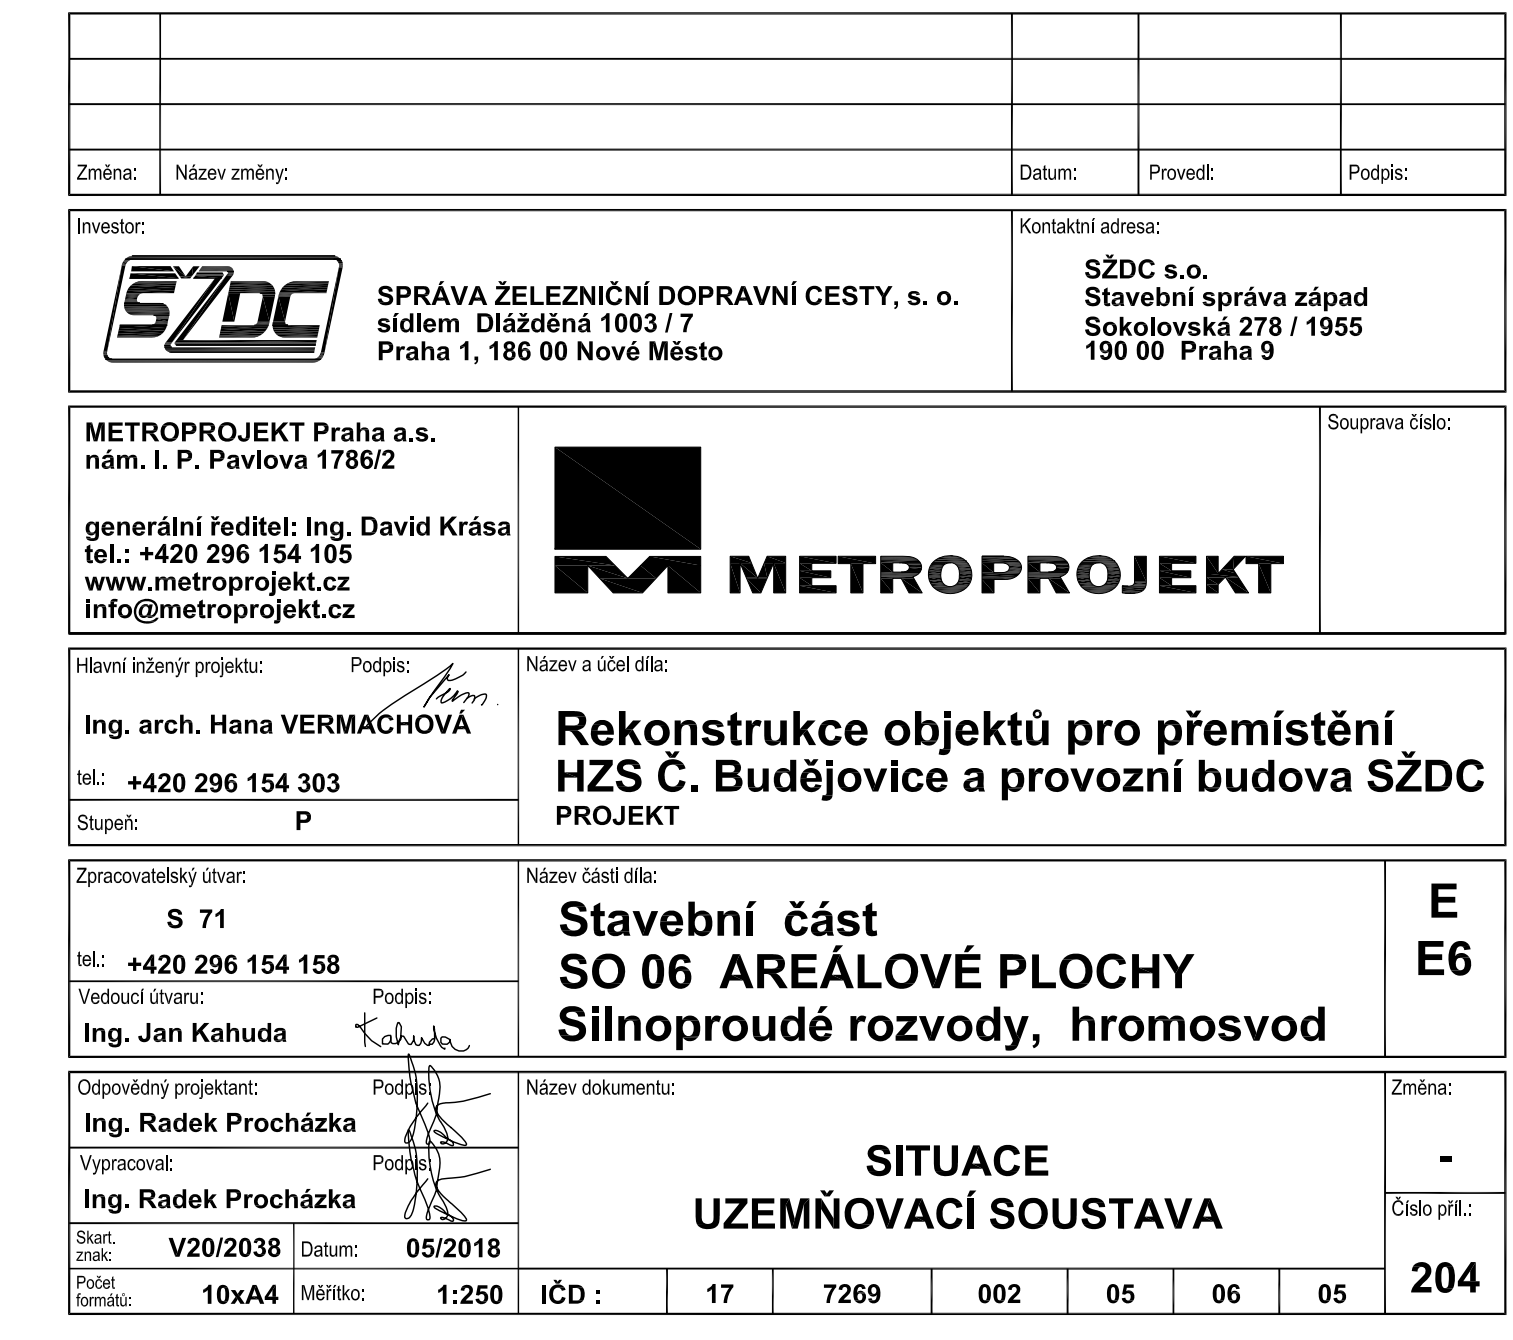 Změna: Název změny: Datum: Provedl: Podpis:
Investor:
SŽDC
SPRÁVA ŽELEZNIČNÍ DOPRAVNÍ CESTY, s. o.
sídlem Dlážděná 1003 / 7
Praha 1, 186 00 Nové Město
Kontaktní adresa:
SŽDC s.o.
Stavební správa západ
Sokolovská 278 / 1955
190 00 Praha 9
METROPROJEKT Praha a.s.
nám. I. P. Pavlova 1786/2
generální ředitel: Ing. David Krása
tel.: +420 296 154 105
www.metroprojekt.cz
info@metroprojekt.cz
METROPROJEKT
Souprava číslo:
Hlavní inženýr projektu: Podpis:
Ing. arch. Hana VERMACHOVÁ
tel.: +420 296 154 303
Stupeň: P
Název a účel díla:
Rekonstrukce objektů pro přemístění
HZS Č. Budějovice a provozní budova SŽDC
PROJEKT
Zpracovatelský útvar:
S 71
tel.: +420 296 154 158
Vedoucí útvaru: Podpis:
Ing. Jan Kahuda Kahuda
Název části díla:
Stavební část
SO 06 AREÁLOVÉ PLOCHY
Silnoproudé rozvody, hromosvod
E
E6
Odpovědný projektant: Podpis:
Ing. Radek Procházka
Vypracoval: Podpis:
Ing. Radek Procházka
Skart. znak: V20/2038 Datum: 05/2018
Počet formátů: 10xA4 Měřítko: 1:250
Název dokumentu:
SITUACE
UZEMŇOVACÍ SOUSTAVA
IČD : 17 7269 002 05 06 05
Změna:
-
Číslo příl.:
204